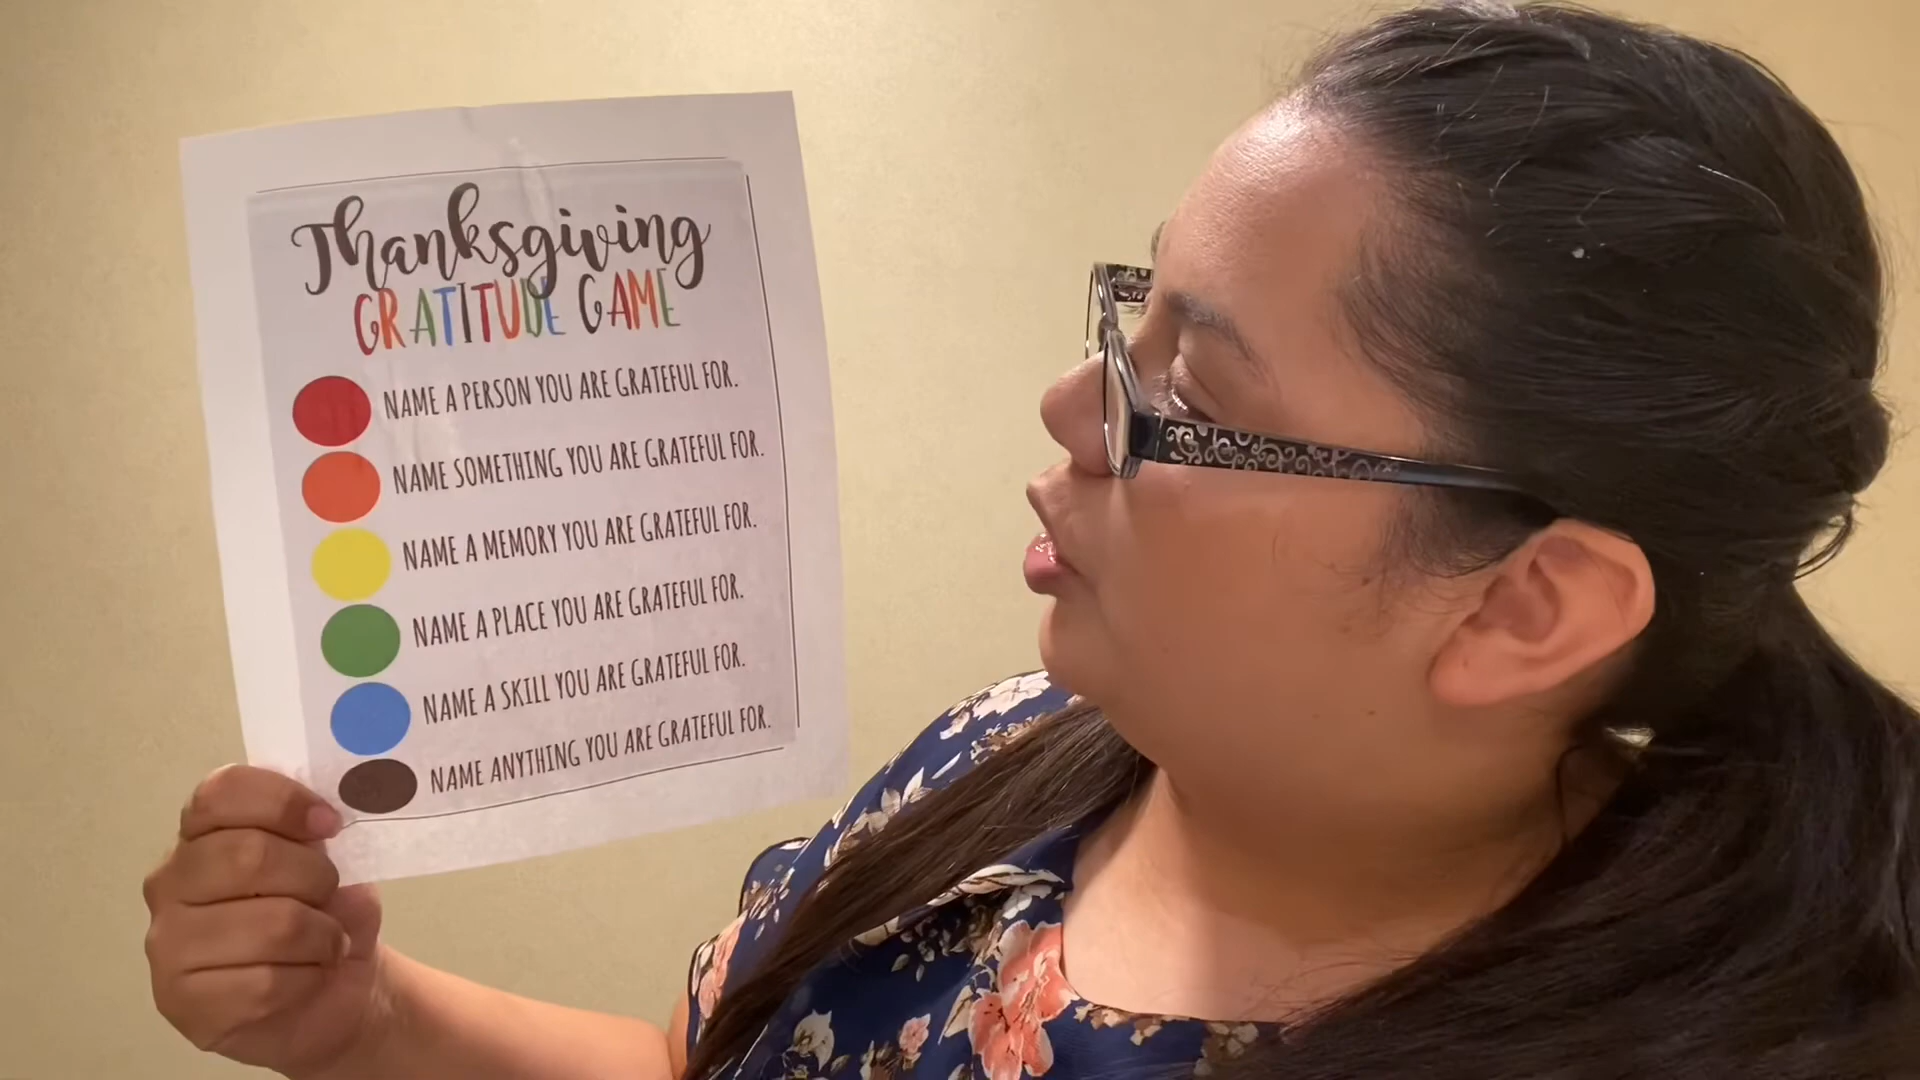 Thanksgiving
GRATITUDE GAME
NAME A PERSON YOU ARE GRATEFUL FOR.
NAME SOMETHING YOU ARE GRATEFUL FOR.
NAME A MEMORY YOU ARE GRATEFUL FOR.
NAME A PLACE YOU ARE GRATEFUL FOR.
NAME A SKILL YOU ARE GRATEFUL FOR.
NAME ANYTHING YOU ARE GRATEFUL FOR.